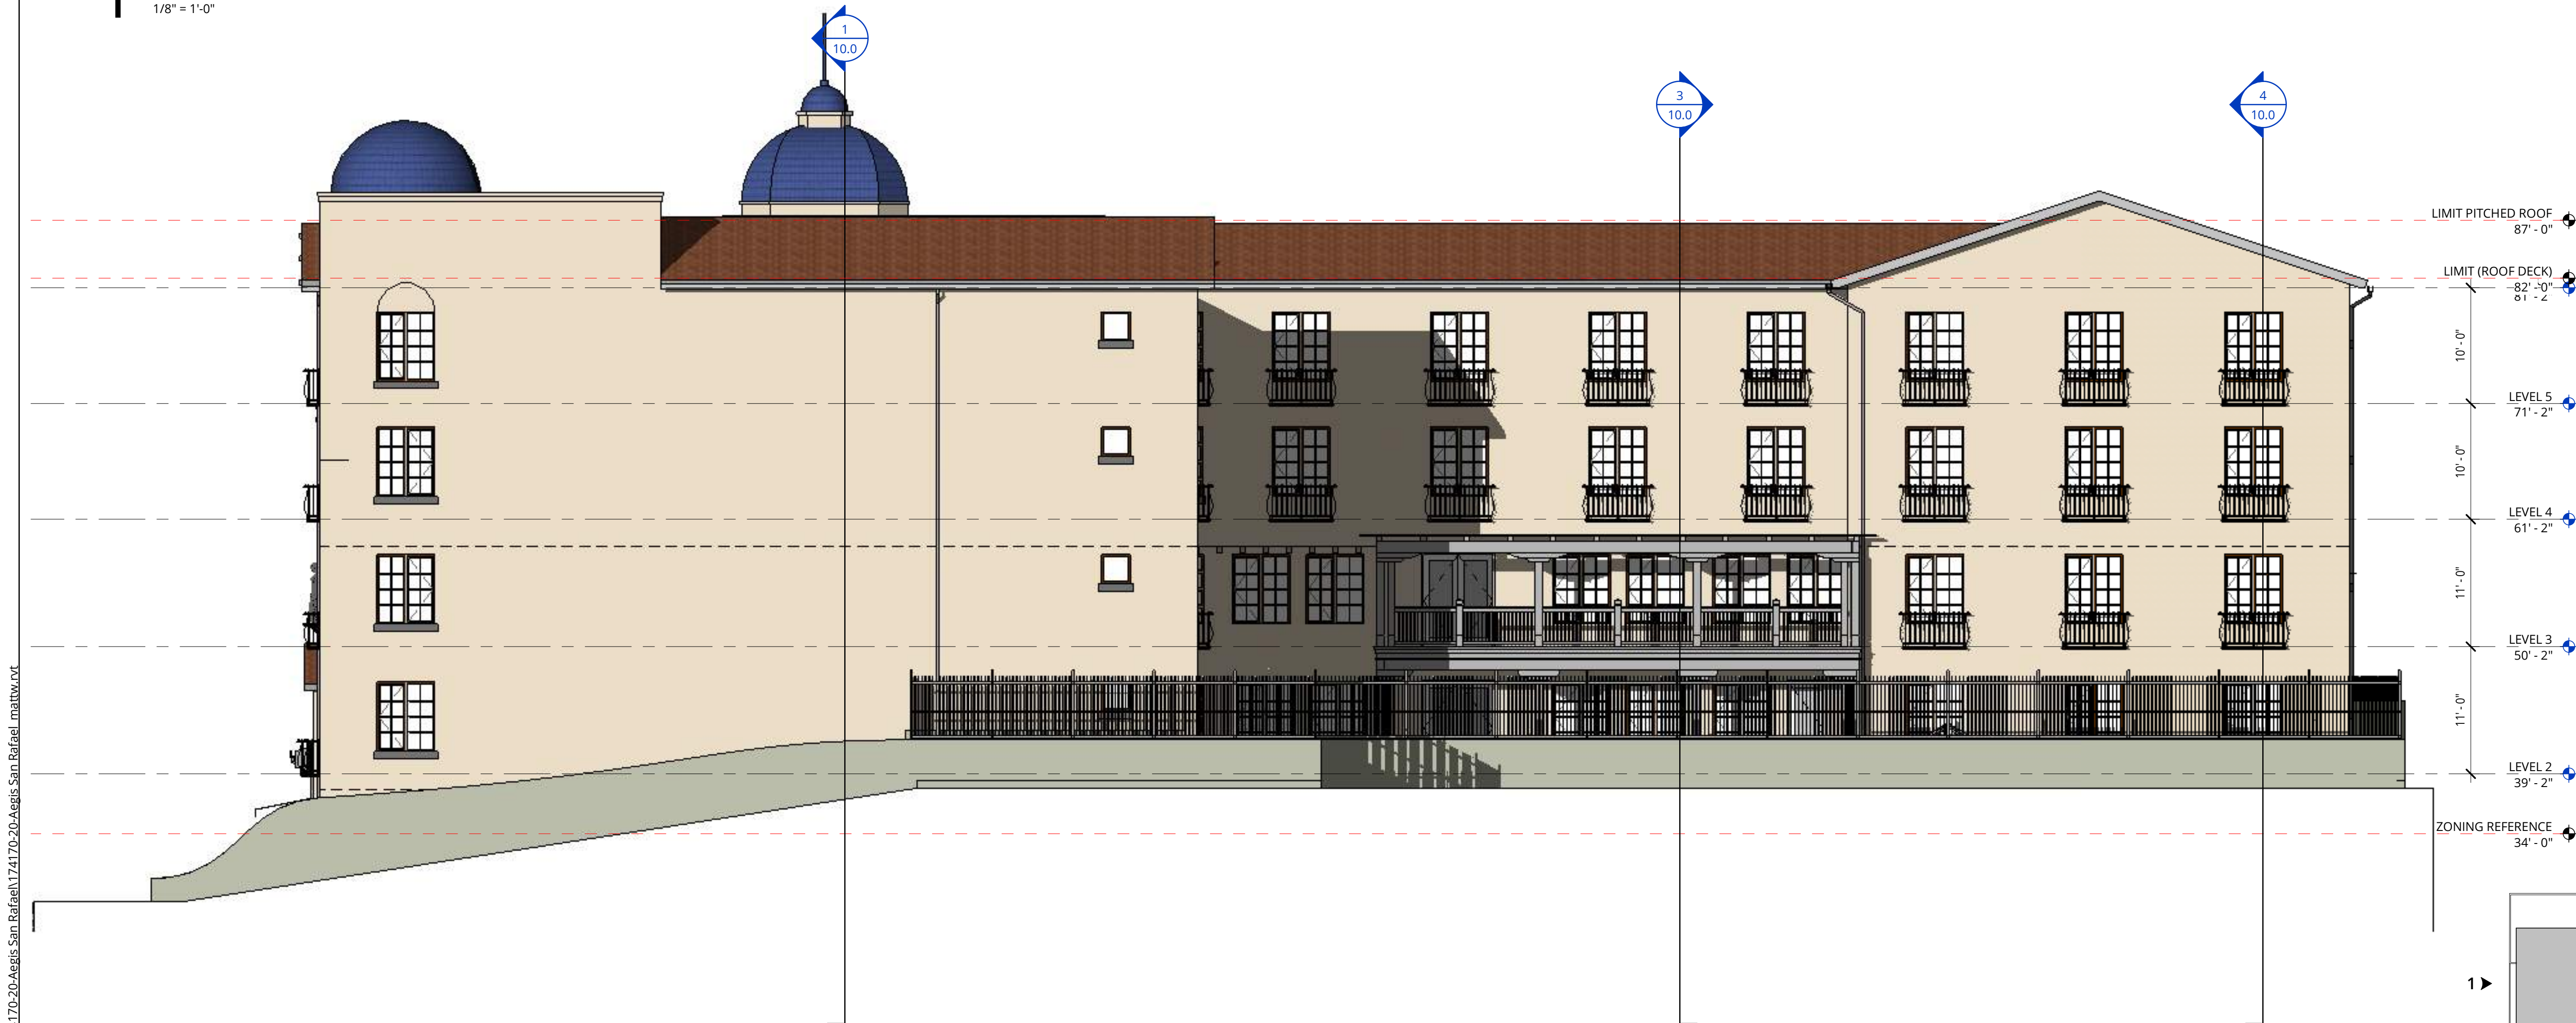 1/8" = 1'-0"
1
10.0
3
10.0
4
10.0
LIMIT PITCHED ROOF
87' - 0"
LIMIT (ROOF DECK)
82' - 0"
81' - 2"
10' - 0"
LEVEL 5
71' - 2"
10' - 0"
LEVEL 4
61' - 2"
11' - 0"
LEVEL 3
50' - 2"
11' - 0"
LEVEL 2
39' - 2"
ZONING REFERENCE
34' - 0"
170-20-Aegis San Rafael\174170-20-Aegis San Rafael_mattw.rvt
1